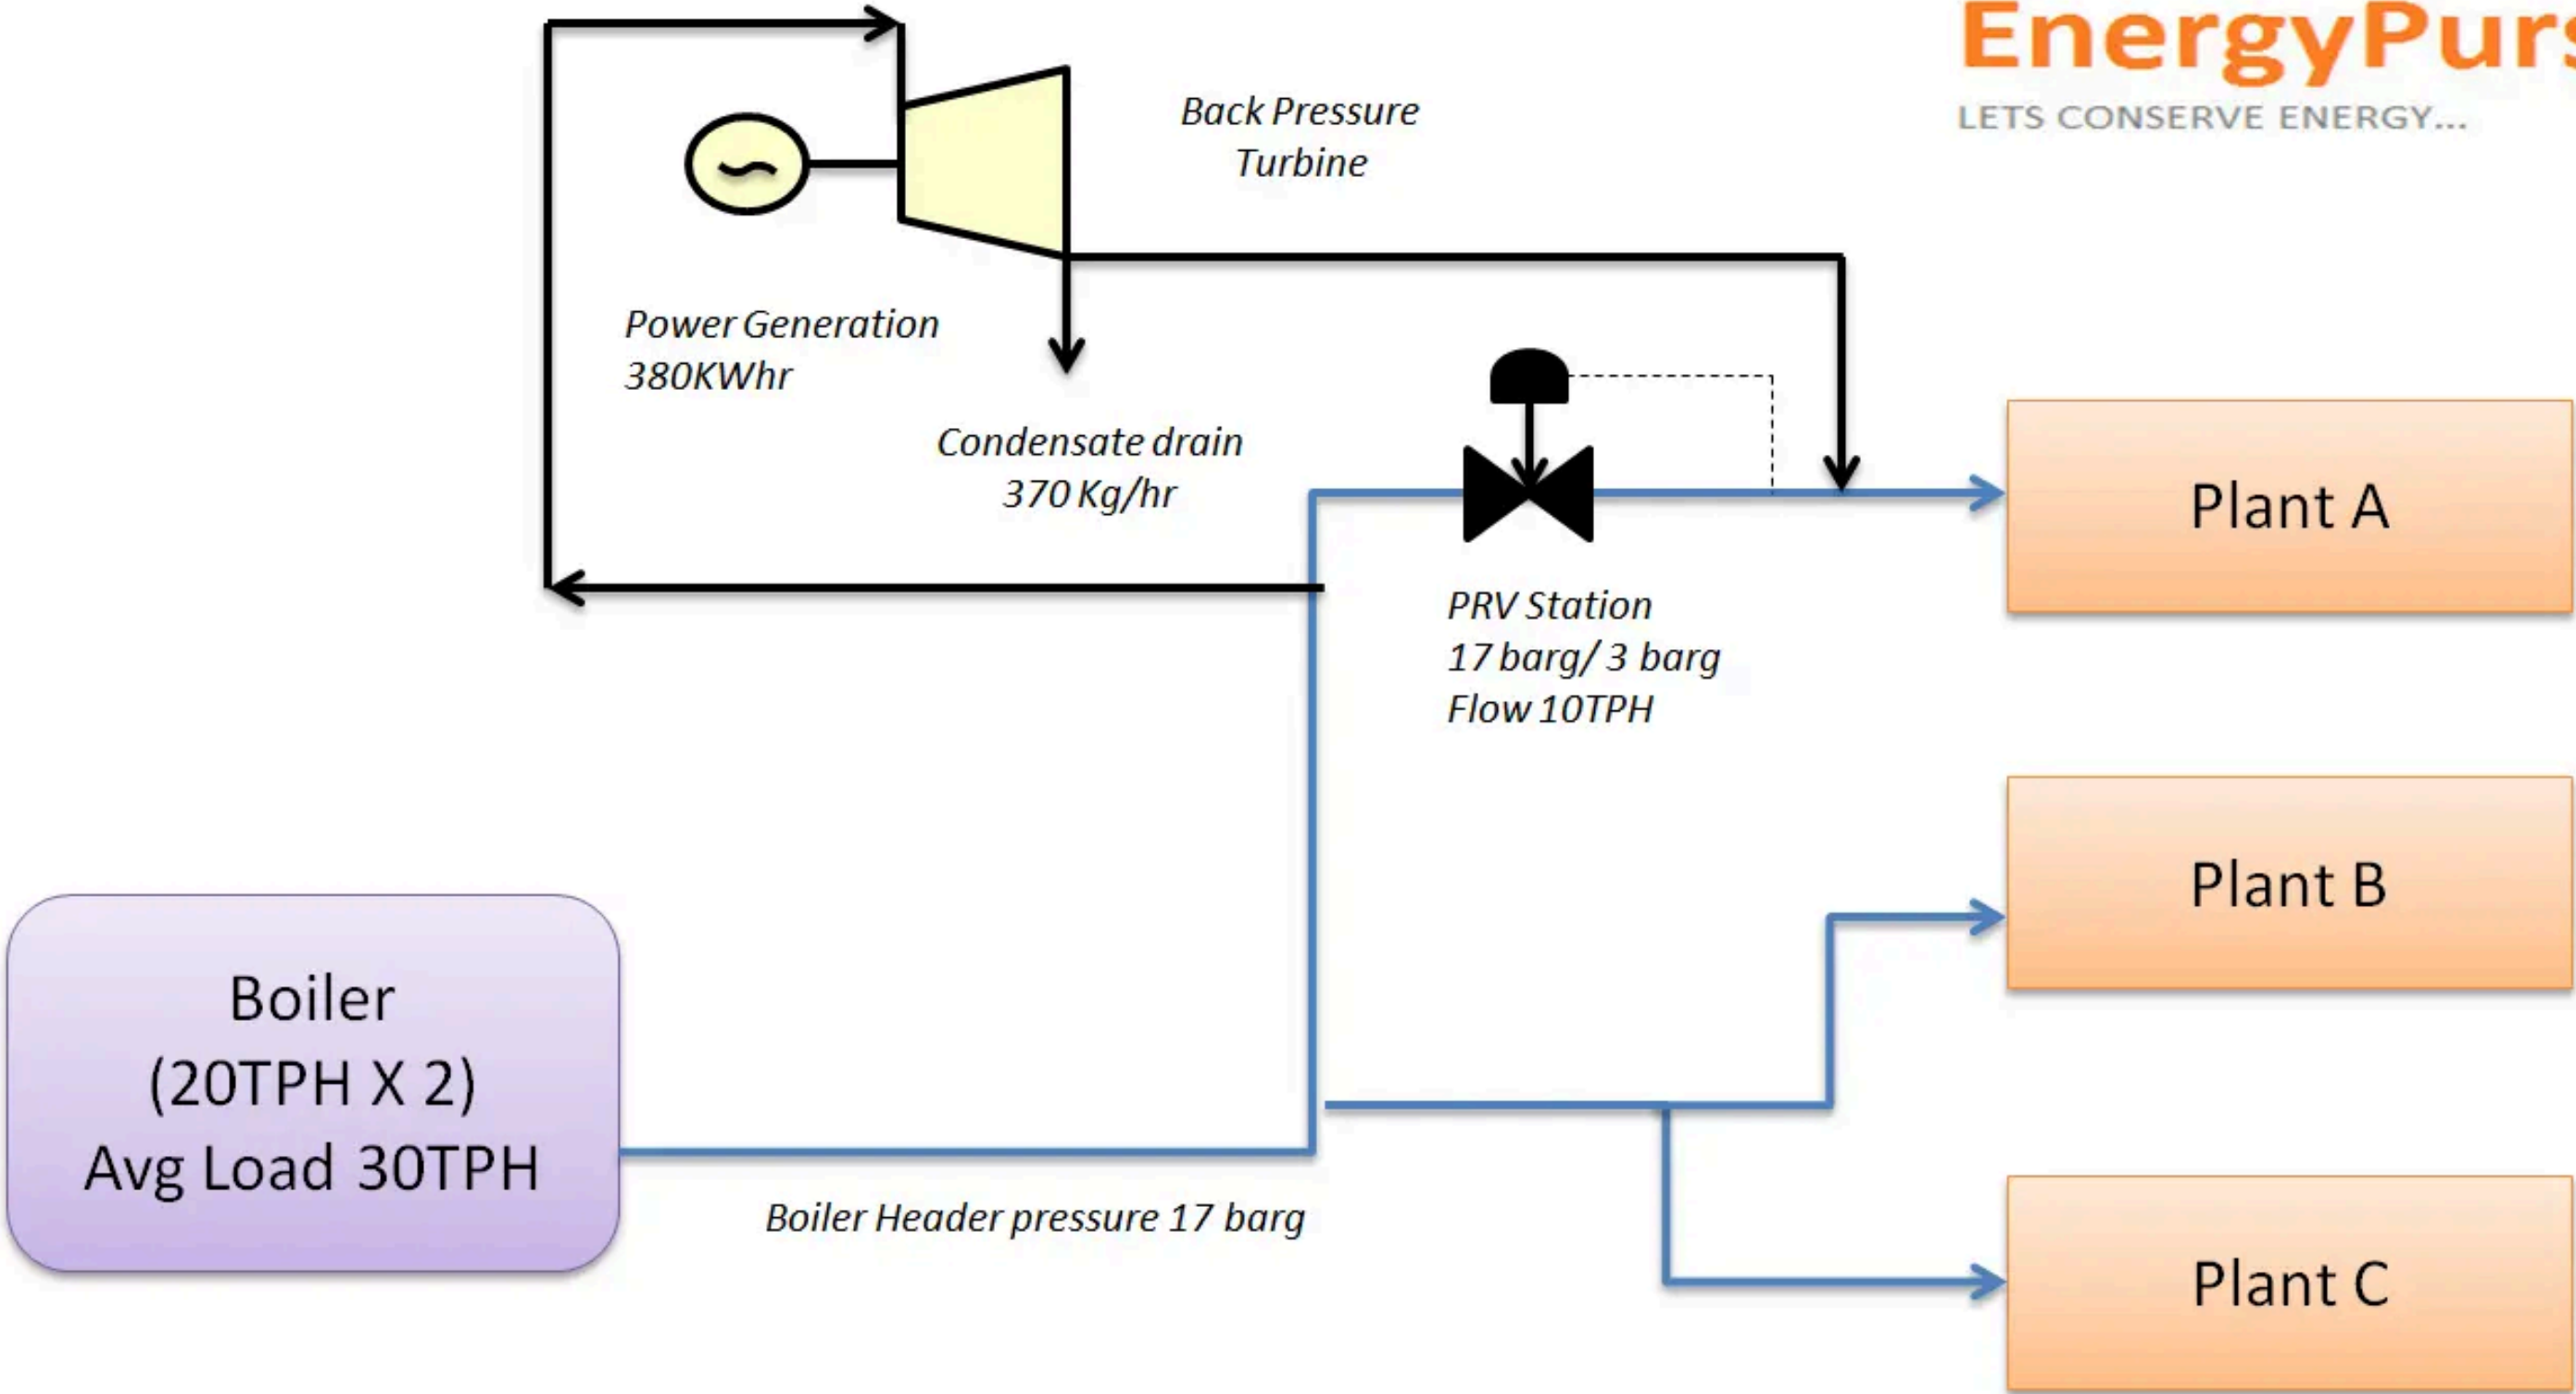 EnergyPurs
LETS CONSERVE ENERGY...
Back Pressure
Turbine
Power Generation
380KWhr
Condensate drain
370 Kg/hr
PRV Station
17 barg/ 3 barg
Flow 10TPH
Plant A
Plant B
Plant C
Boiler
(20TPH X 2)
Avg Load 30TPH
Boiler Header pressure 17 barg